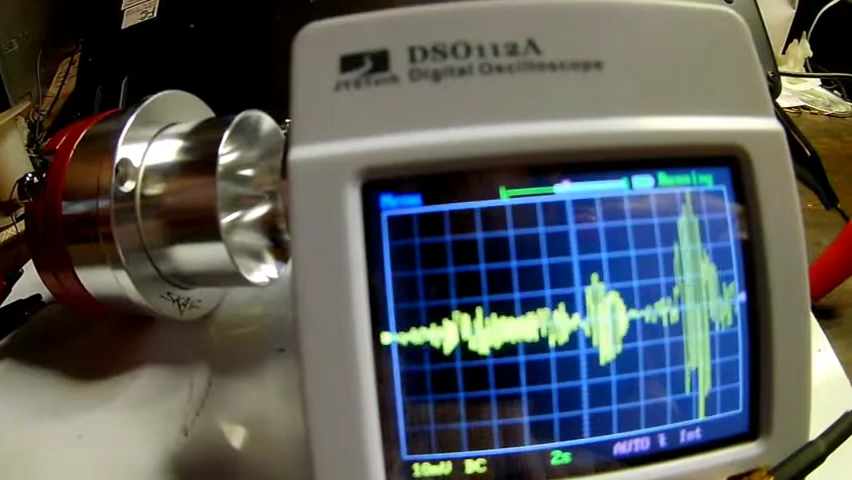 DSO112A
JYETech Digital Oscilloscope
Running
10mV DC 2s AUTO Int